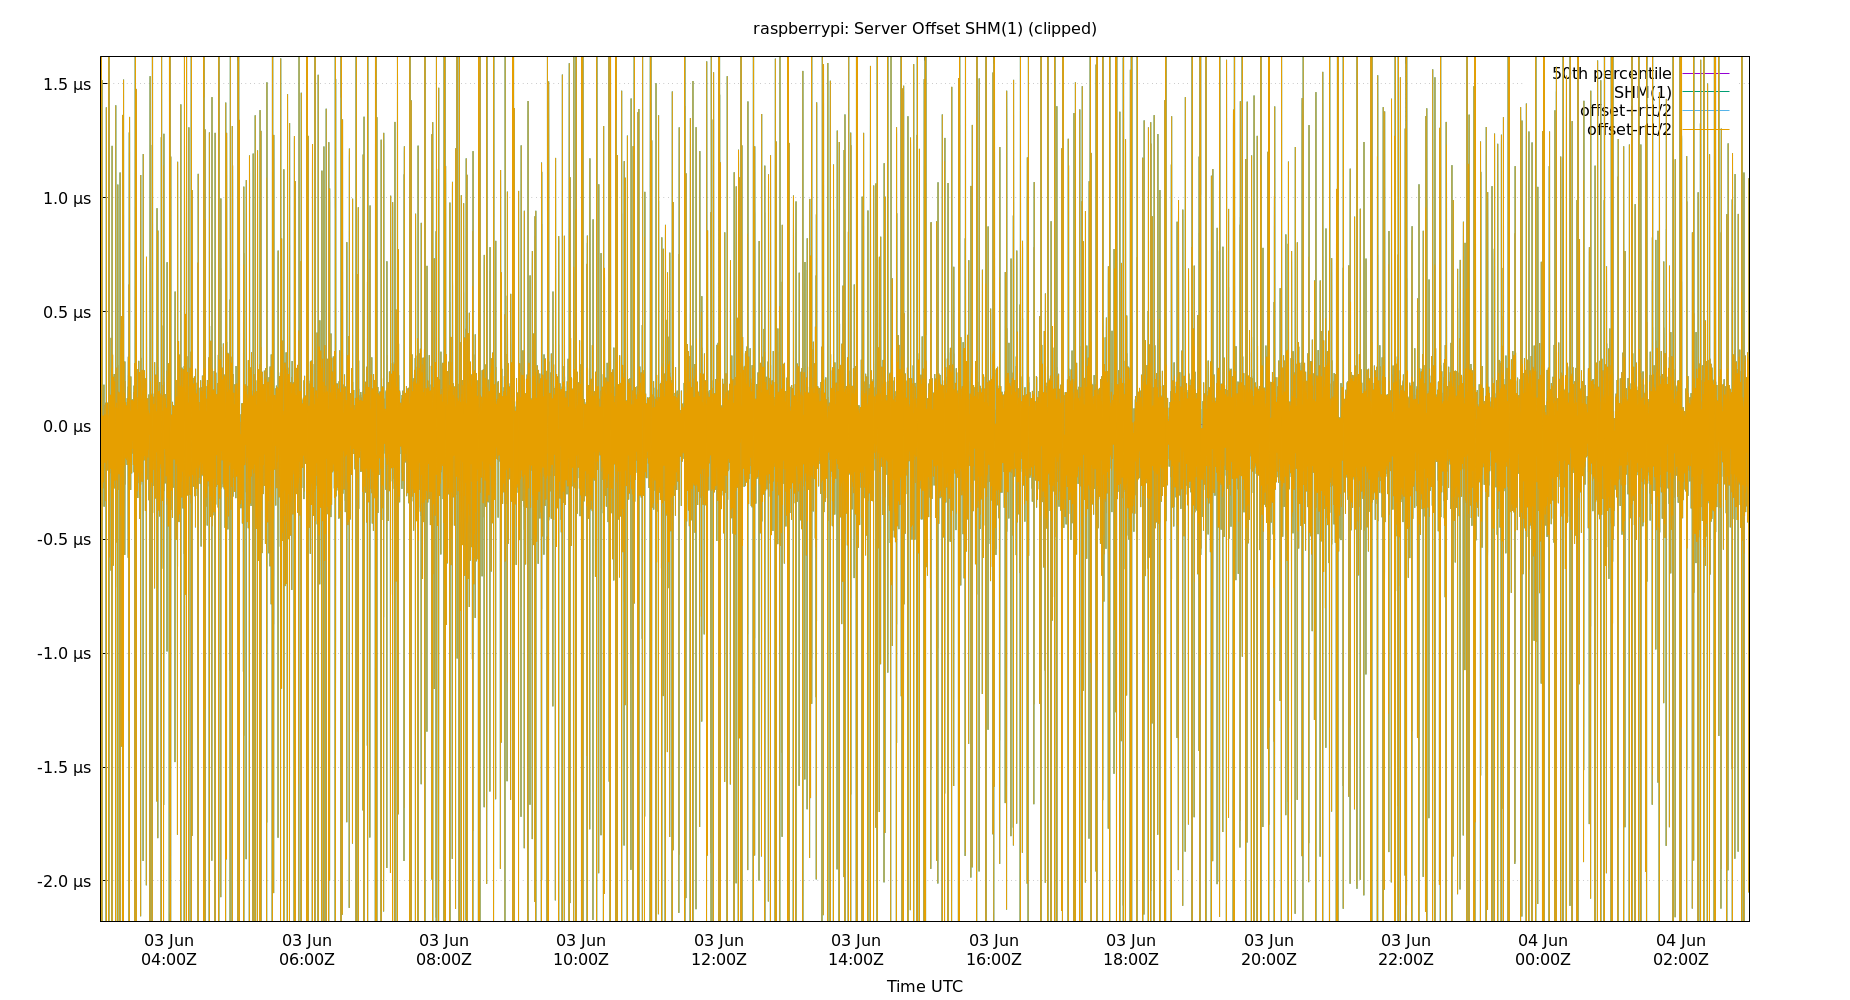 raspberrypi: Server Offset SHM(1) (clipped)
1.5 µs
1.0 µs
0.5 µs
0.0 µs
-0.5 µs
-1.0 µs
-1.5 µs
-2.0 µs
50th percentile
SHM(1)
offset--rtt/2
offset-rtt/2
03 Jun 03 Jun 03 Jun 03 Jun 03 Jun 03 Jun 03 Jun 03 Jun 03 Jun 03 Jun 04 Jun 04 Jun
04:00Z 06:00Z 08:00Z 10:00Z 12:00Z 14:00Z 16:00Z 18:00Z 20:00Z 22:00Z 00:00Z 02:00Z
Time UTC